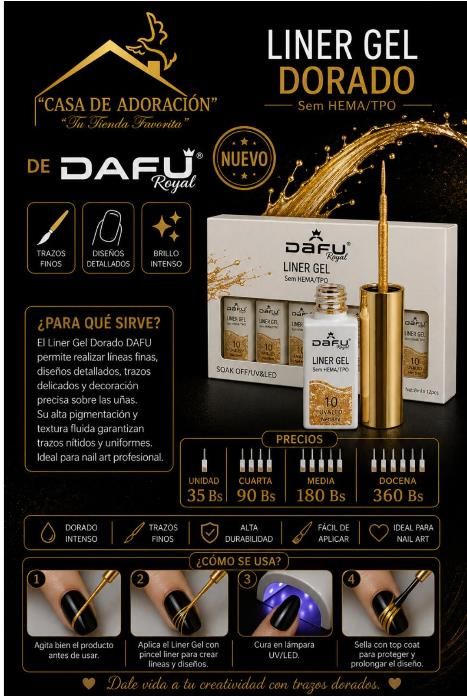 "CASA DE ADORACIÓN"
"Tu Tienda Favorita"
LINER GEL
DORADO
Sem HEMA/TPO
DE DAFU®
Royal
NUEVO
TRAZOS
FINOS
DISEÑOS
DETALLADOS
BRILLO
INTENSO
DAFU®
Royal
LINER GEL
Sem HEMA/TPO
SOAK OFF/UV&LED
DAFU
Royal
LINER GEL
Sem HEMA/TPO
10
UV&LED
¿PARA QUÉ SIRVE?
El Liner Gel Dorado DAFU
permite realizar líneas finas,
diseños detallados, trazos
delicados y decoración
precisa sobre las uñas.
Su alta pigmentación y
textura fluida garantizan
trazos nítidos y uniformes.
Ideal para nail art profesional.
PRECIOS
UNIDAD
35 Bs
CUARTA
90 Bs
MEDIA
180 Bs
DOCENA
360 Bs
DORADO
INTENSO
TRAZOS
FINOS
ALTA
DURABILIDAD
FÁCIL DE
APLICAR
IDEAL PARA
NAIL ART
¿CÓMO SE USA?
1
Agita bien el producto
antes de usar.
2
Aplica el Liner Gel con
pincel liner para crear
líneas y diseños.
3
Cura en lámpara
UV/LED.
4
Sella con top coat
para proteger y
prolongar el diseño.
Dale vida a tu creatividad con trazos dorados.